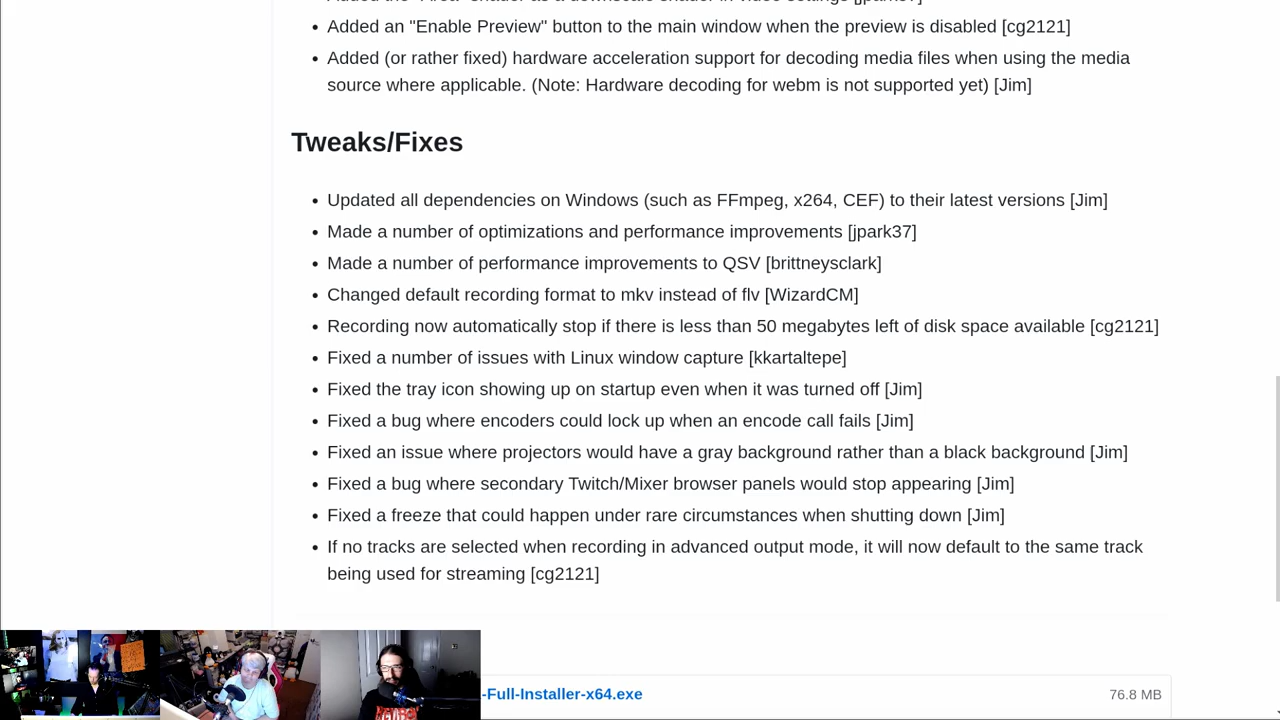 Added an "Enable Preview" button to the main window when the preview is disabled [cg2121]
Added (or rather fixed) hardware acceleration support for decoding media files when using the media
source where applicable. (Note: Hardware decoding for webm is not supported yet) [Jim]
Tweaks/Fixes
Updated all dependencies on Windows (such as FFmpeg, x264, CEF) to their latest versions [Jim]
Made a number of optimizations and performance improvements [jpark37]
Made a number of performance improvements to QSV [brittneysclark]
Changed default recording format to mkv instead of flv [WizardCM]
Recording now automatically stop if there is less than 50 megabytes left of disk space available [cg2121]
Fixed a number of issues with Linux window capture [kkartaltepe]
Fixed the tray icon showing up on startup even when it was turned off [Jim]
Fixed a bug where encoders could lock up when an encode call fails [Jim]
Fixed an issue where projectors would have a gray background rather than a black background [Jim]
Fixed a bug where secondary Twitch/Mixer browser panels would stop appearing [Jim]
Fixed a freeze that could happen under rare circumstances when shutting down [Jim]
If no tracks are selected when recording in advanced output mode, it will now default to the same track
being used for streaming [cg2121]
-Full-Installer-x64.exe
76.8 MB